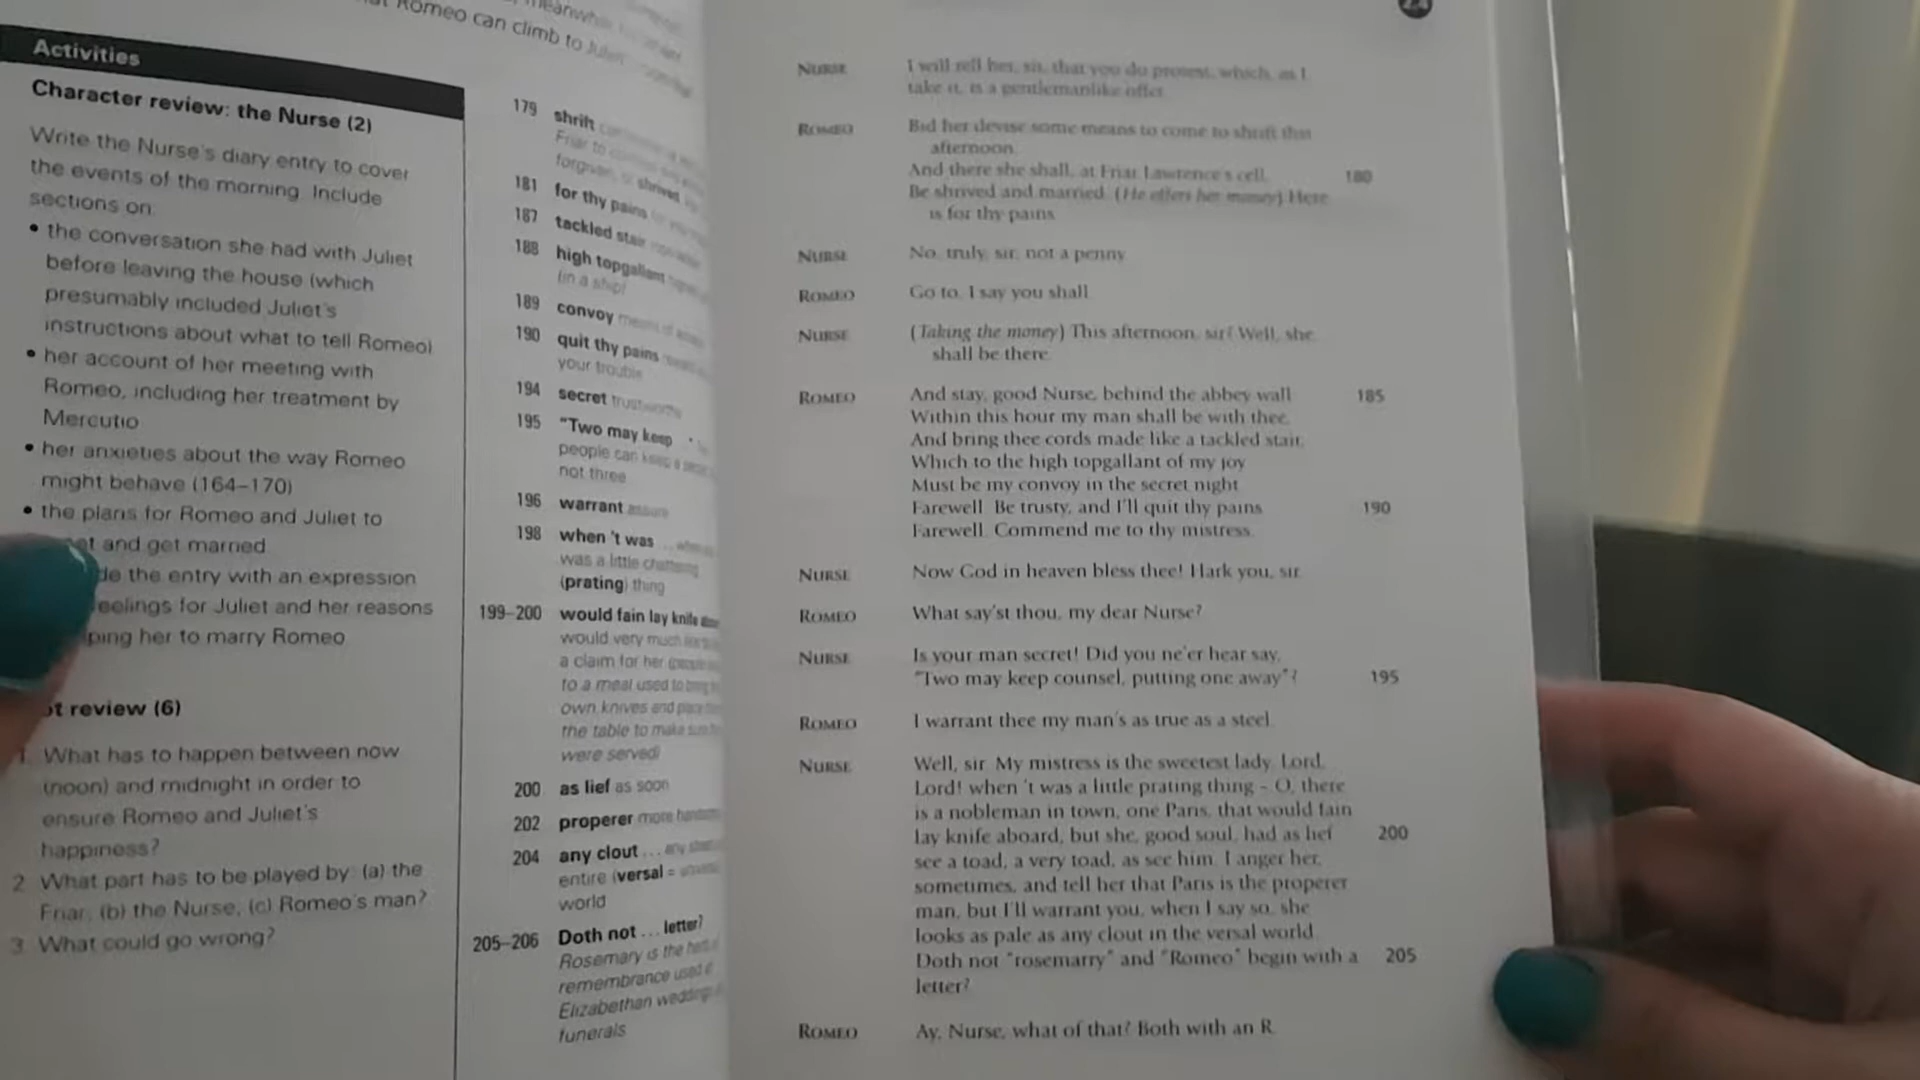 meanwhile
Romeo can climb to
Activities
Character review: the Nurse (2)
Write the Nurse's diary entry to cover
the events of the morning. Include
sections on:
• the conversation she had with Juliet
before leaving the house (which
presumably included Juliet's
instructions about what to tell Romeo)
• her account of her meeting with
Romeo, including her treatment by
Mercutio
• her anxieties about the way Romeo
might behave (164–170)
• the plans for Romeo and Juliet to
and get married
the entry with an expression
feelings for Juliet and her reasons
her to marry Romeo
review (6)
1. What has to happen between now
(noon) and midnight in order to
ensure Romeo and Juliet's
happiness?
2 What part has to be played by: (a) the
Friar, (b) the Nurse, (c) Romeo's man?
3 What could go wrong?
179 shrift
Friar to
forgiven, or shrived
181 for thy pains
187 tackled stair
188 high topgallant
(in a ship)
189 convoy means of
190 quit thy pains
your trouble
194 secret trustworthy
195 "Two may keep
people can keep a
not three
196 warrant assure
198 when 't was ...
was a little chattering
(prating) thing
199–200 would fain lay knife
would very much
a claim for her
to a meal used to bring
own knives and
the table to make sure
were served)
200 as lief as soon
202 properer more handsome
204 any clout ... any
entire (versal =
world
205–206 Doth not ... letter?
Rosemary is the herb
remembrance used
Elizabethan weddings
funerals
2.4
NURSE I will tell her, sir, that you do protest, which, as I
take it, is a gentlemanlike offer.
ROMEO Bid her devise some means to come to shrift this
afternoon,
And there she shall, at Friar Lawrence's cell, 180
Be shrived and married. (He offers her money) Here
is for thy pains.
NURSE No, truly, sir, not a penny.
ROMEO Go to, I say you shall.
NURSE (Taking the money) This afternoon, sir? Well, she
shall be there.
ROMEO And stay, good Nurse, behind the abbey wall 185
Within this hour my man shall be with thee,
And bring thee cords made like a tackled stair,
Which to the high topgallant of my joy
Must be my convoy in the secret night.
Farewell. Be trusty, and I'll quit thy pains. 190
Farewell. Commend me to thy mistress.
NURSE Now God in heaven bless thee! Hark you, sir.
ROMEO What say'st thou, my dear Nurse?
NURSE Is your man secret? Did you ne'er hear say,
"Two may keep counsel, putting one away"? 195
ROMEO I warrant thee my man's as true as a steel.
NURSE Well, sir. My mistress is the sweetest lady. Lord,
Lord! when 't was a little prating thing – O, there
is a nobleman in town, one Paris, that would fain
lay knife aboard, but she, good soul, had as lief 200
see a toad, a very toad, as see him. I anger her,
sometimes, and tell her that Paris is the properer
man, but I'll warrant you, when I say so, she
looks as pale as any clout in the versal world.
Doth not "rosemarry" and "Romeo" begin with a 205
letter?
ROMEO Ay, Nurse, what of that? Both with an R.